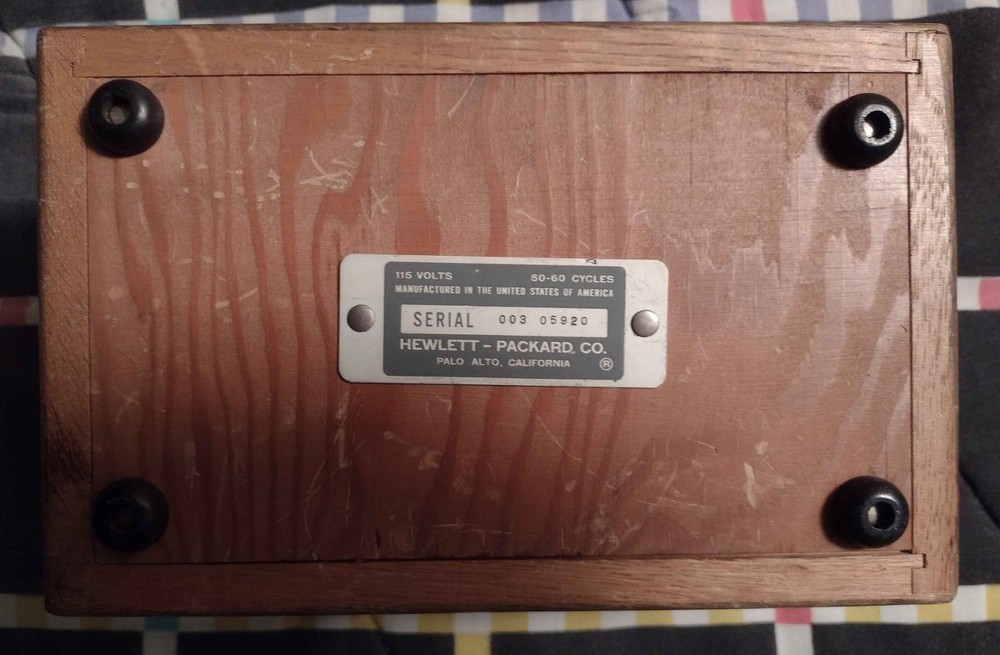 115 VOLTS 50-60 CYCLES
MANUFACTURED IN THE UNITED STATES OF AMERICA
SERIAL 003 05920
HEWLETT - PACKARD CO.
PALO ALTO, CALIFORNIA ®